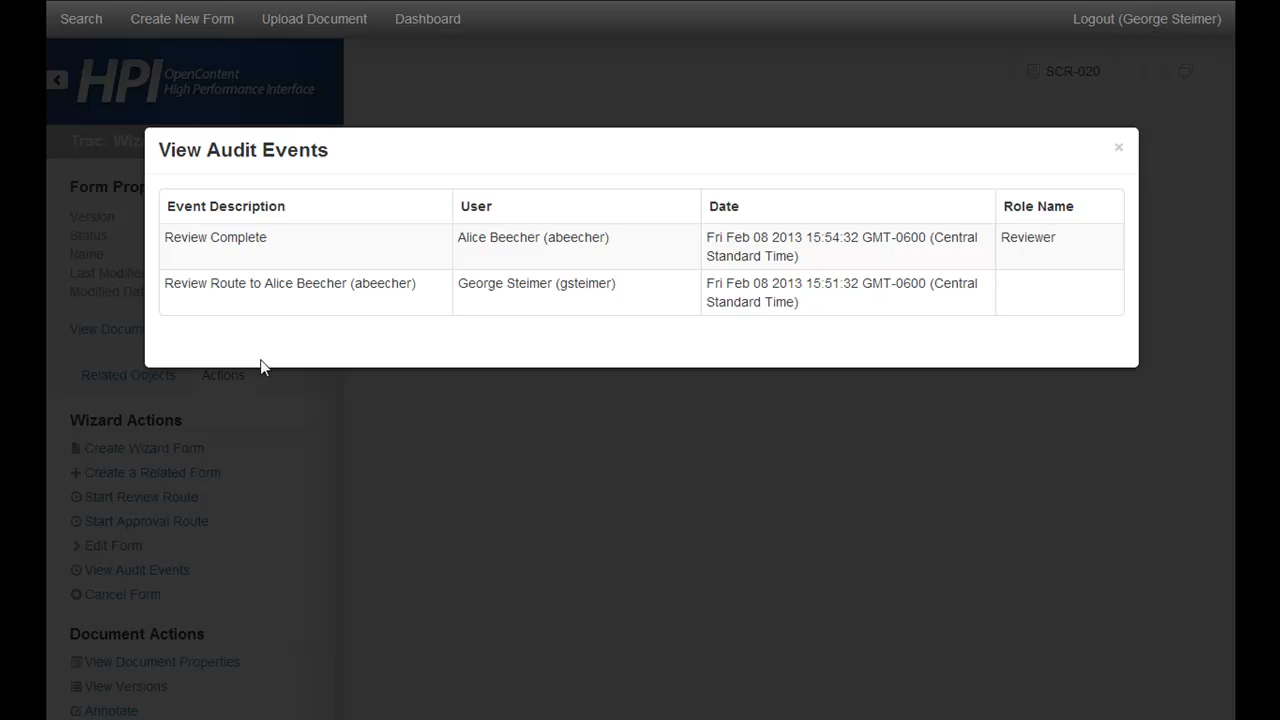 Search Create New Form Upload Document Dashboard Logout (George Steimer)
HPI OpenContent
High Performance Interface
SCR-020
Trac: Wiz
View Audit Events ×
Event Description User Date Role Name
Review Complete Alice Beecher (abeecher) Fri Feb 08 2013 15:54:32 GMT-0600 (Central
Standard Time) Reviewer
Review Route to Alice Beecher (abeecher) George Steimer (gsteimer) Fri Feb 08 2013 15:51:32 GMT-0600 (Central
Standard Time)
Form Prop
Version
Status
Name
Last Modifie
Modified Dat
View Docum
Related Objects Actions
Wizard Actions
Create Wizard Form
Create a Related Form
Start Review Route
Start Approval Route
Edit Form
View Audit Events
Cancel Form
Document Actions
View Document Properties
View Versions
Annotate